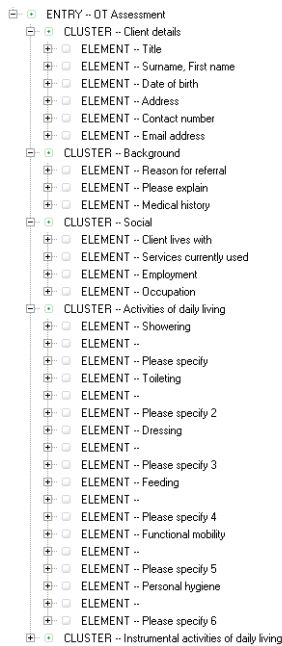 ENTRY -- OT Assessment
CLUSTER -- Client details
ELEMENT -- Title
ELEMENT -- Surname, First name
ELEMENT -- Date of birth
ELEMENT -- Address
ELEMENT -- Contact number
ELEMENT -- Email address
CLUSTER -- Background
ELEMENT -- Reason for referral
ELEMENT -- Please explain
ELEMENT -- Medical history
CLUSTER -- Social
ELEMENT -- Client lives with
ELEMENT -- Services currently used
ELEMENT -- Employment
ELEMENT -- Occupation
CLUSTER -- Activities of daily living
ELEMENT -- Showering
ELEMENT --
ELEMENT -- Please specify
ELEMENT -- Toileting
ELEMENT --
ELEMENT -- Please specify 2
ELEMENT -- Dressing
ELEMENT --
ELEMENT -- Please specify 3
ELEMENT -- Feeding
ELEMENT --
ELEMENT -- Please specify 4
ELEMENT -- Functional mobility
ELEMENT --
ELEMENT -- Please specify 5
ELEMENT -- Personal hygiene
ELEMENT --
ELEMENT -- Please specify 6
CLUSTER -- Instrumental activities of daily living